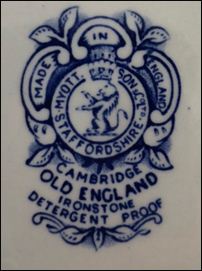 MADE IN ENGLAND
MYOTT. SON & Co.
STAFFORDSHIRE
CAMBRIDGE
OLD ENGLAND
IRONSTONE
DETERGENT PROOF